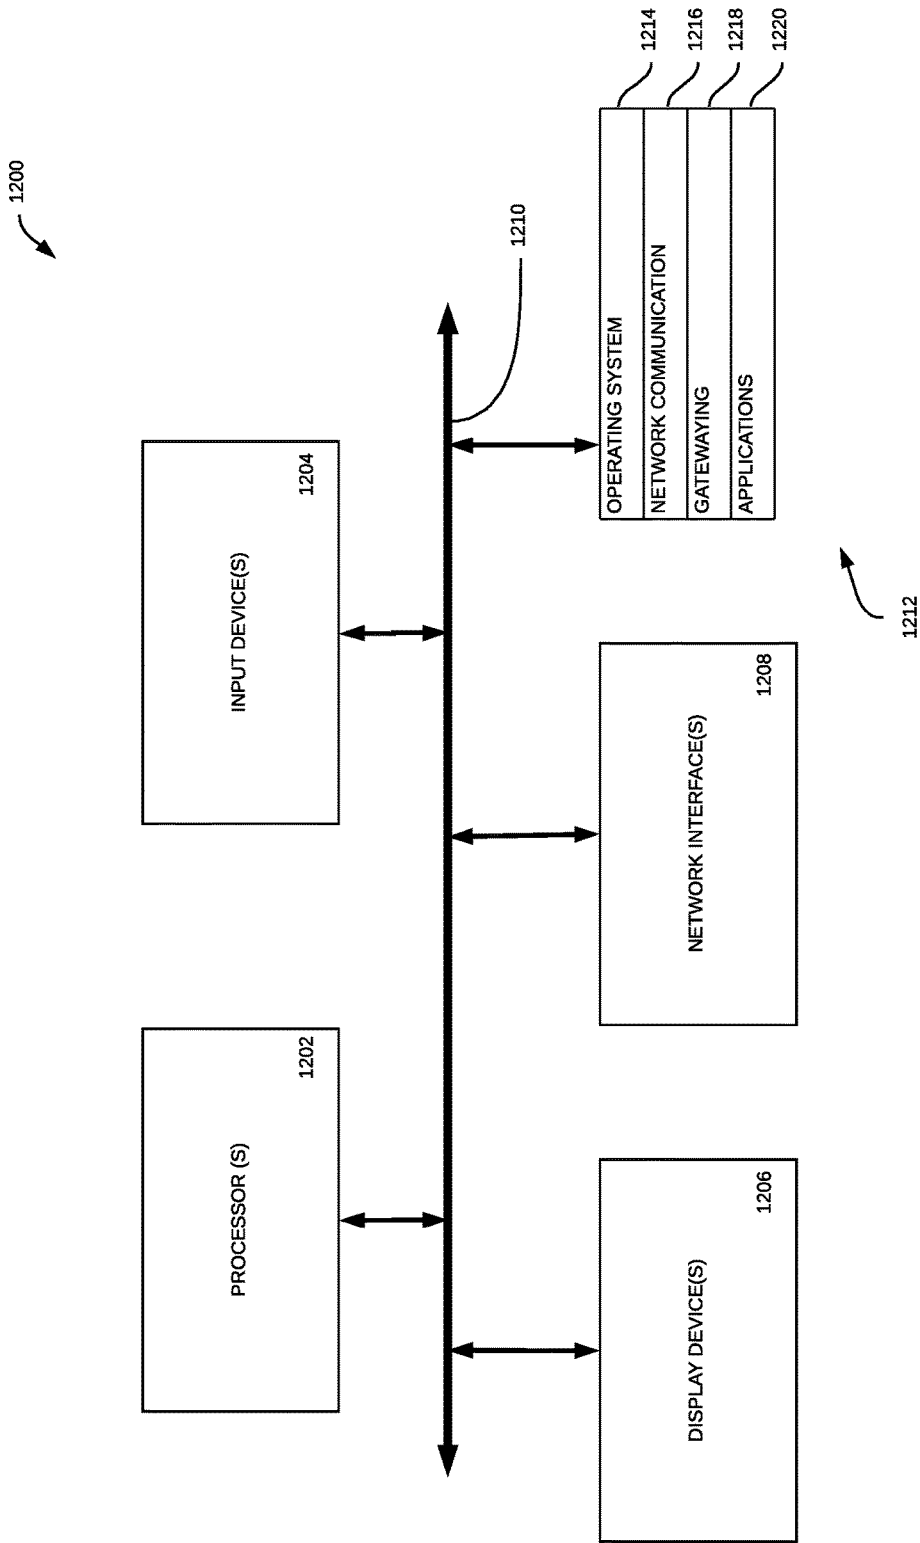 1200
PROCESSOR (S)
1202
INPUT DEVICE(S)
1204
1210
DISPLAY DEVICE(S)
1206
NETWORK INTERFACE(S)
1208
OPERATING SYSTEM
1214
NETWORK COMMUNICATION
1216
GATEWAYING
1218
APPLICATIONS
1220
1212